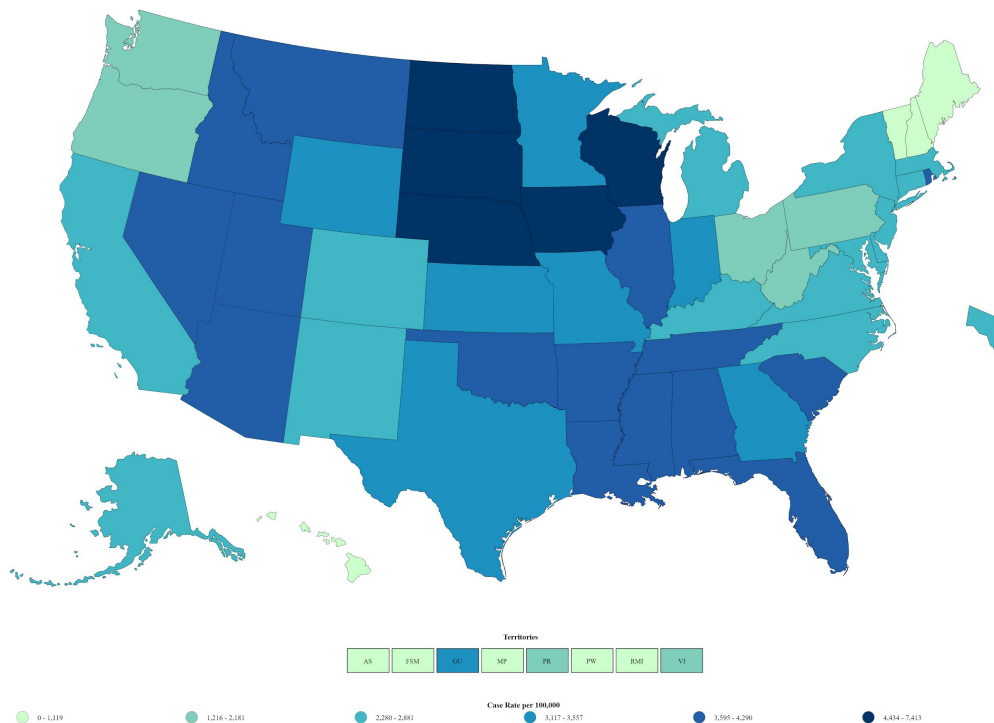 Territories
AS FSM GU MP PR PW RMI VI
Case Rate per 100,000
0 - 1,119 1,216 - 2,181 2,280 - 2,881 3,117 - 3,557 3,595 - 4,290 4,434 - 7,413